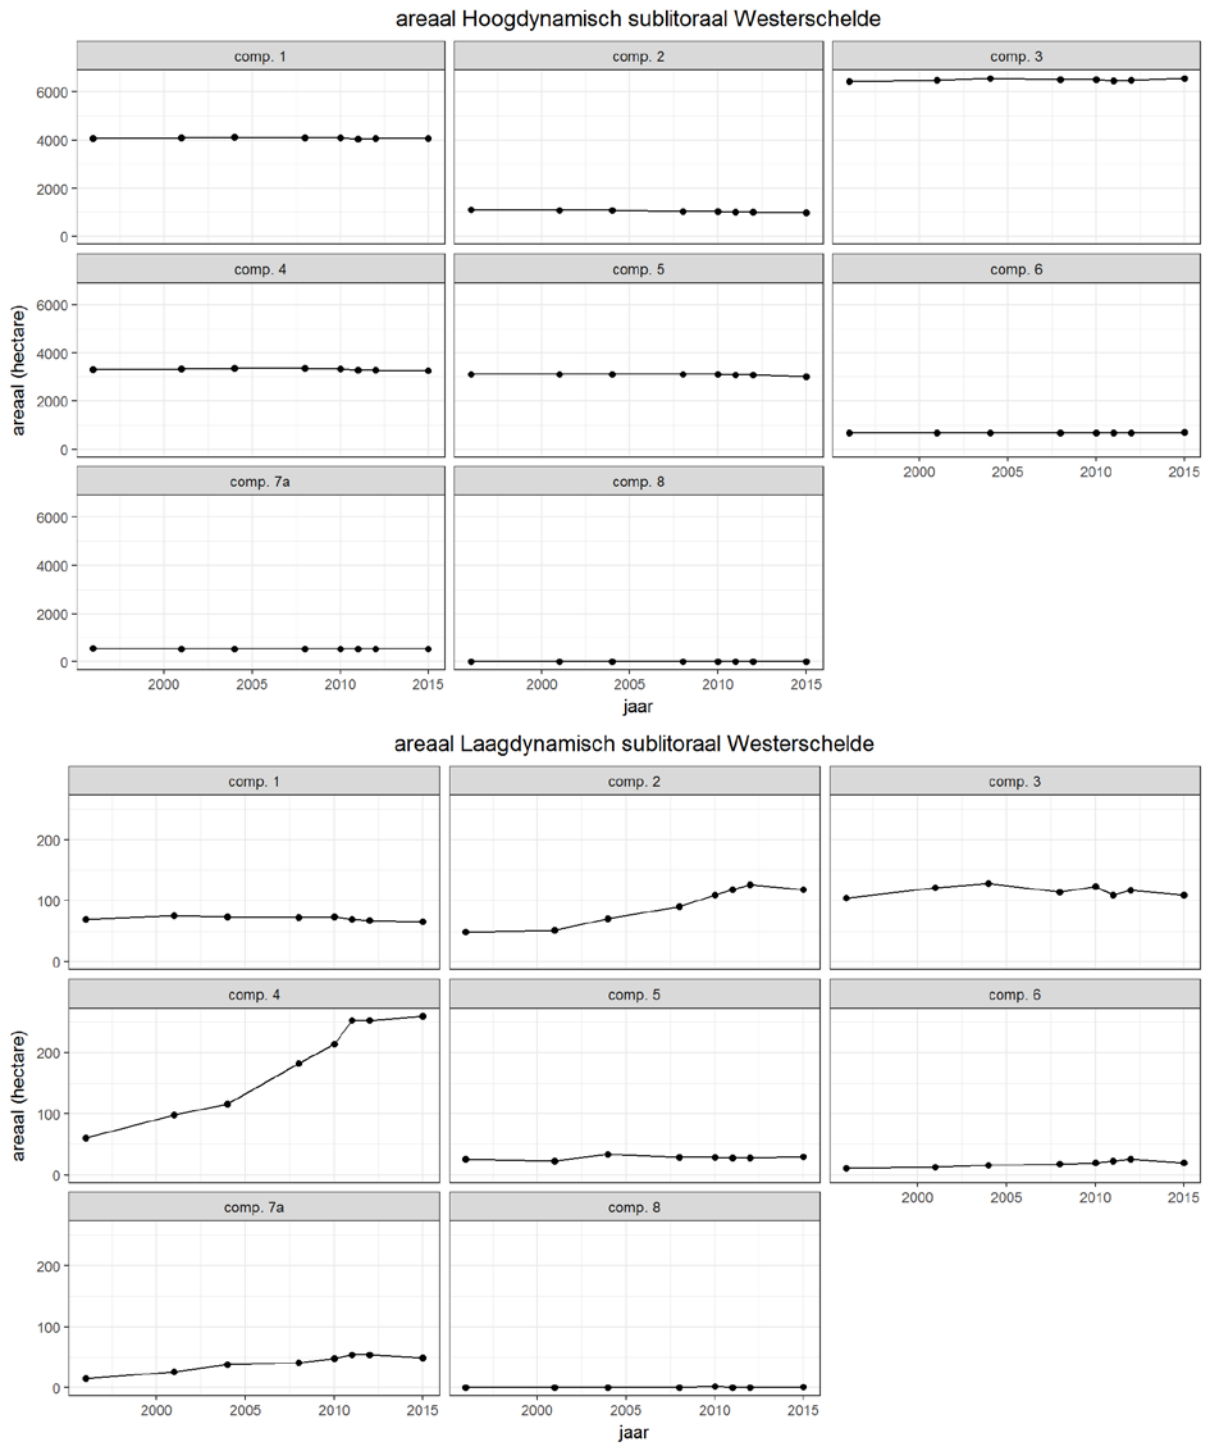 areaal Hoogdynamisch sublitoraal Westerschelde
comp. 1 comp. 2 comp. 3
6000
4000
2000
0
comp. 4 comp. 5 comp. 6
areaal (hectare)
6000
4000
2000
0
2000 2005 2010 2015
comp. 7a comp. 8
6000
4000
2000
0
2000 2005 2010 2015 2000 2005 2010 2015
jaar
areaal Laagdynamisch sublitoraal Westerschelde
comp. 1 comp. 2 comp. 3
200
100
0
comp. 4 comp. 5 comp. 6
areaal (hectare)
200
100
0
2000 2005 2010 2015
comp. 7a comp. 8
200
100
0
2000 2005 2010 2015 2000 2005 2010 2015
jaar